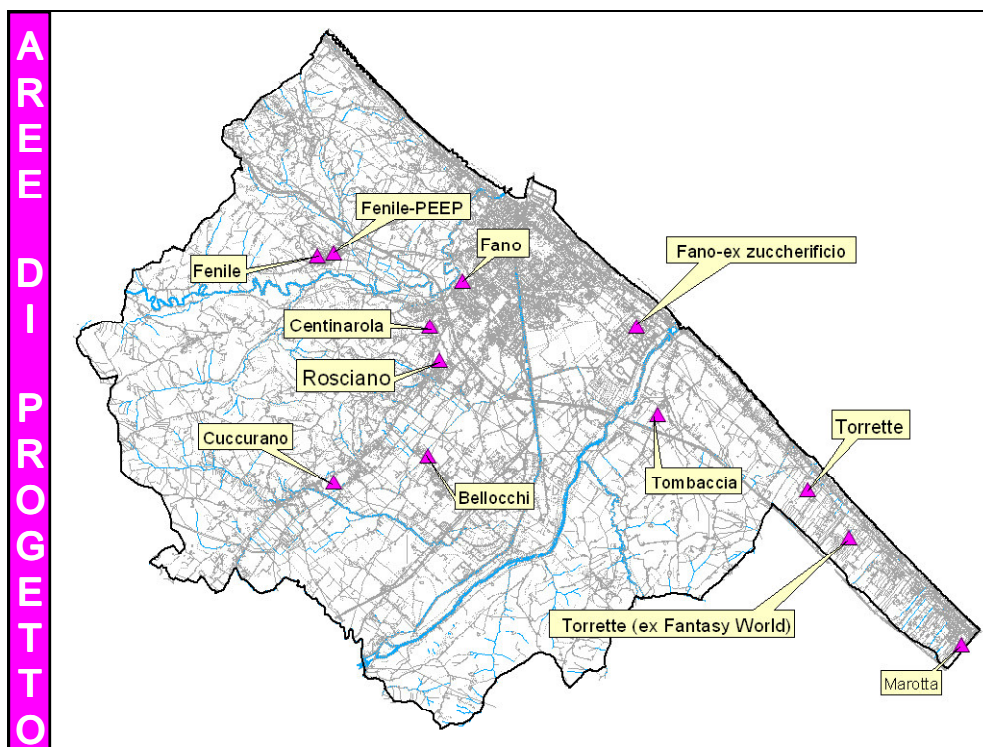 AREE DI PROGETTO
Fenile-PEEP
Fano
Fano-ex zuccherificio
Fenile
Centinarola
Rosciano
Torrette
Cuccurano
Bellocchi
Tombaccia
Torrette (ex Fantasy World)
Marotta